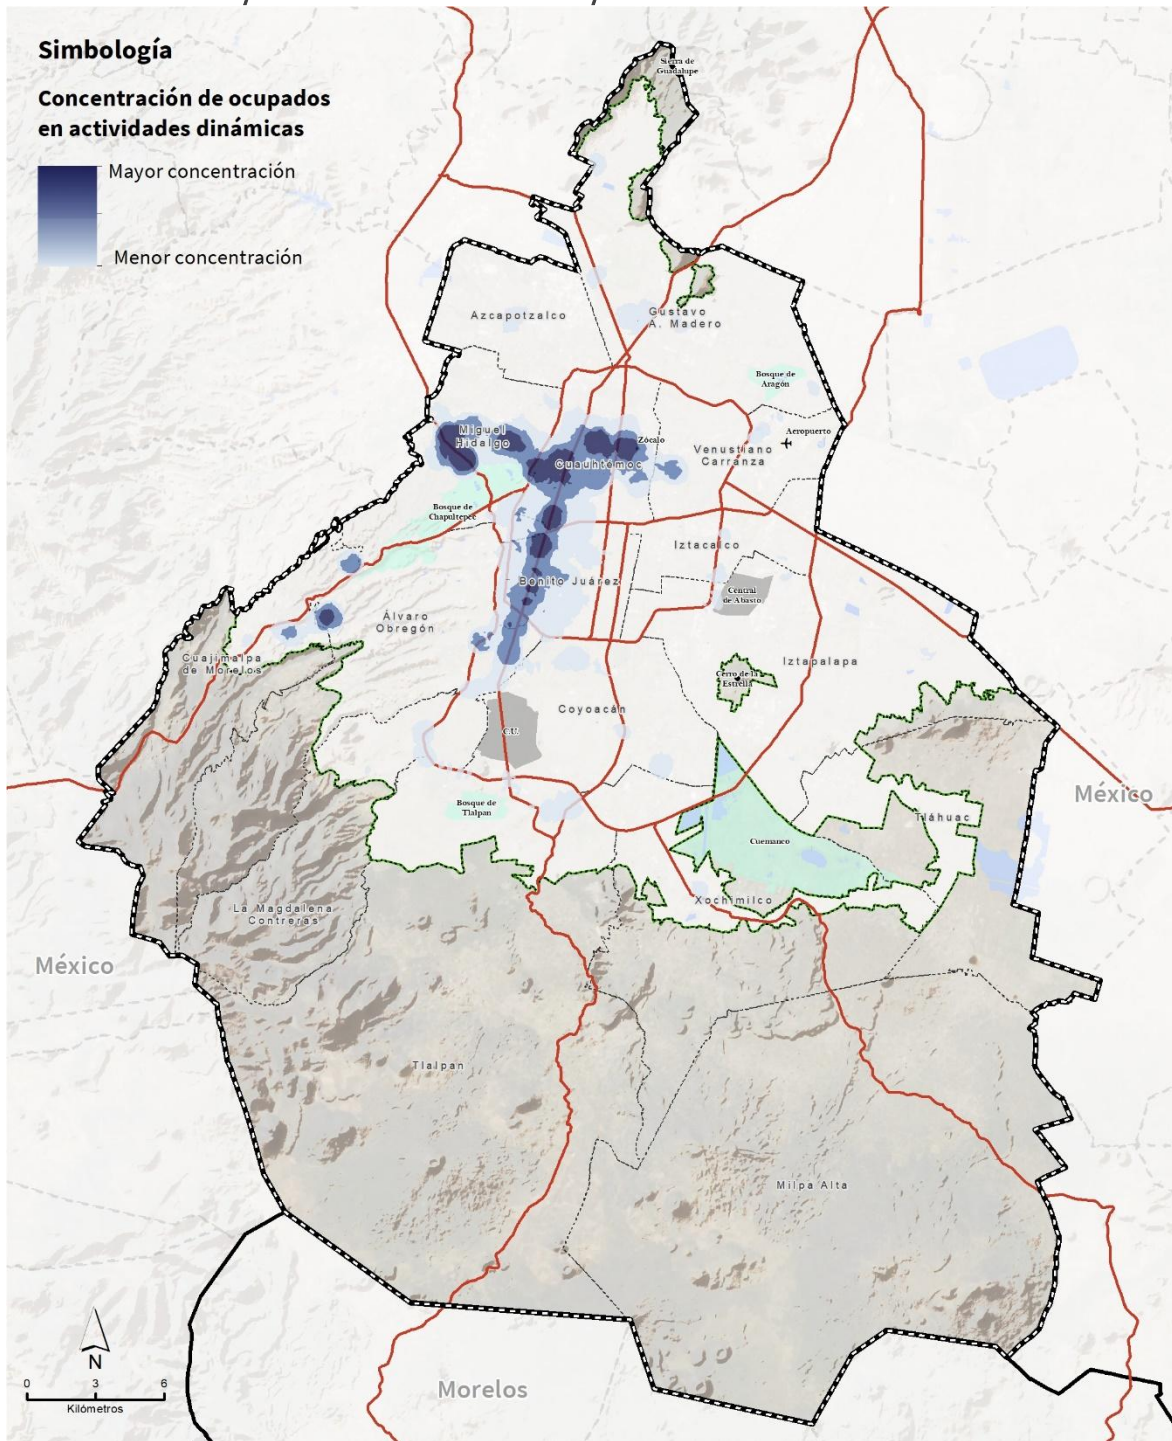 Simbología
Concentración de ocupados
en actividades dinámicas
Mayor concentración
Menor concentración
Sierra de
Guadalupe
Azcapotzalco
Gustavo
A. Madero
Bosque de
Aragón
Aeropuerto
Miguel
Hidalgo
Zócalo
Cuauhtémoc
Venustiano
Carranza
Bosque de
Chapultepec
Iztacalco
Benito Juárez
Central
de Abasto
Álvaro
Obregón
Cuajimalpa
de Morelos
Iztapalapa
Cerro de la
Estrella
Coyoacán
C.U.
México
Bosque de
Tlalpan
Tláhuac
Cuemanco
La Magdalena
Contreras
Xochimilco
México
Tlalpan
Milpa Alta
N
0 3 6
Kilómetros
Morelos